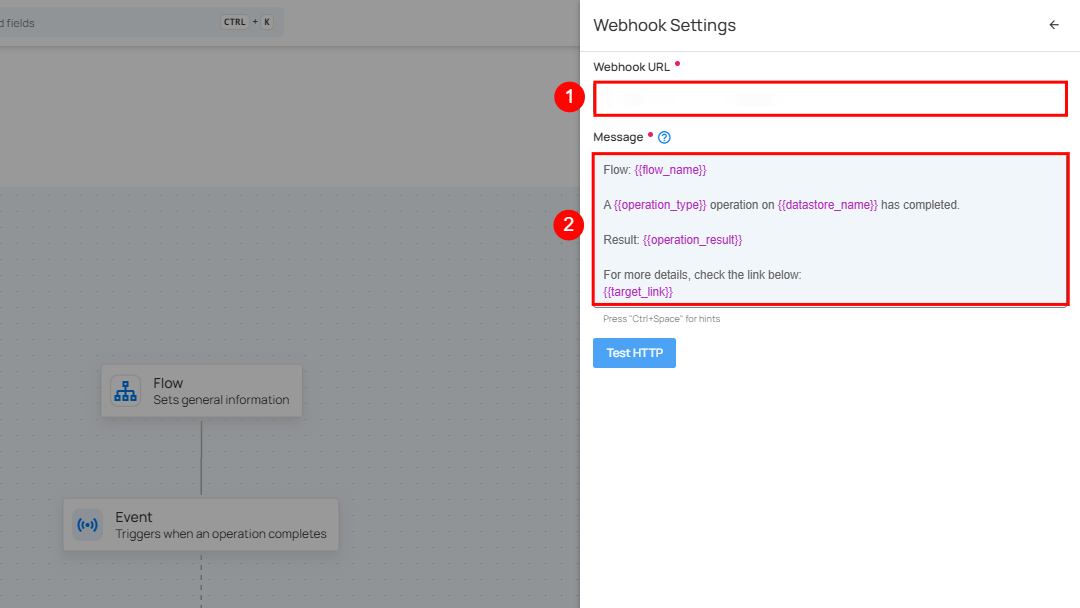 d fields
CTRL + K
Webhook Settings
Webhook URL
1
Message
2
Flow: {{flow_name}}
A {{operation_type}} operation on {{datastore_name}} has completed.
Result: {{operation_result}}
For more details, check the link below:
{{target_link}}
Press "Ctrl+Space" for hints
Test HTTP
Flow
Sets general information
Event
Triggers when an operation completes